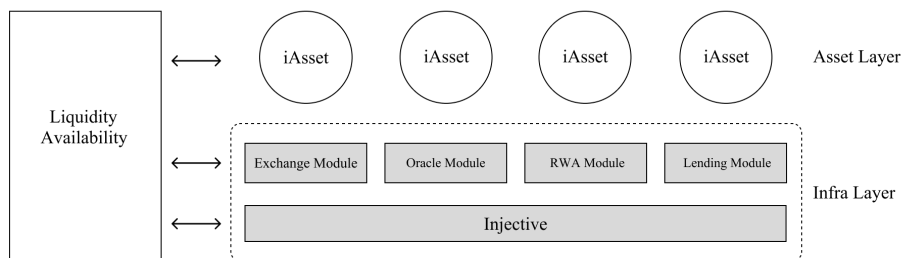 iAsset iAsset iAsset iAsset Asset Layer
Liquidity
Availability
Exchange Module Oracle Module RWA Module Lending Module
Infra Layer
Injective